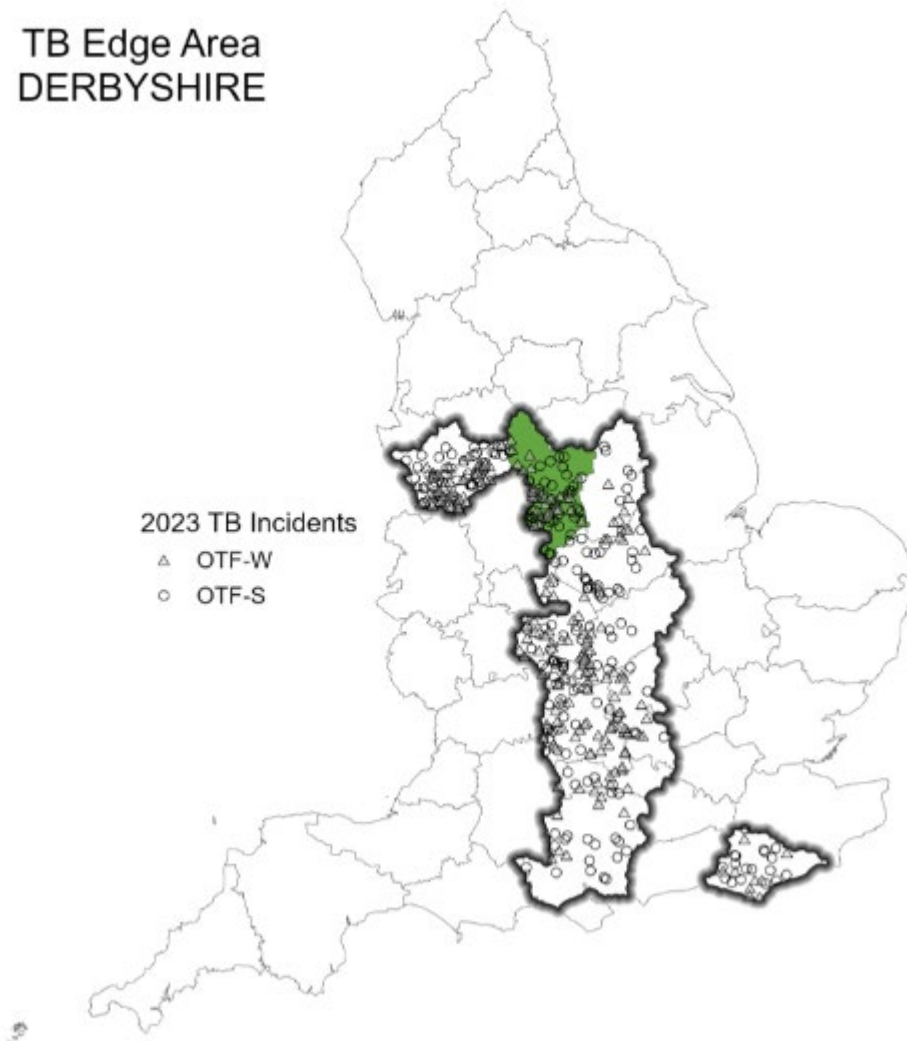 TB Edge Area
DERBYSHIRE
2023 TB Incidents
OTF-W
OTF-S